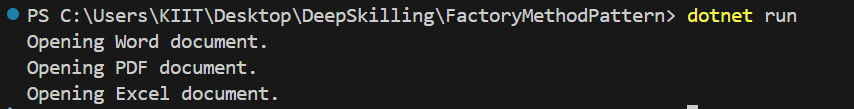 PS C:\Users\KIIT\Desktop\DeepSkilling\FactoryMethodPattern> dotnet run
Opening Word document.
Opening PDF document.
Opening Excel document.